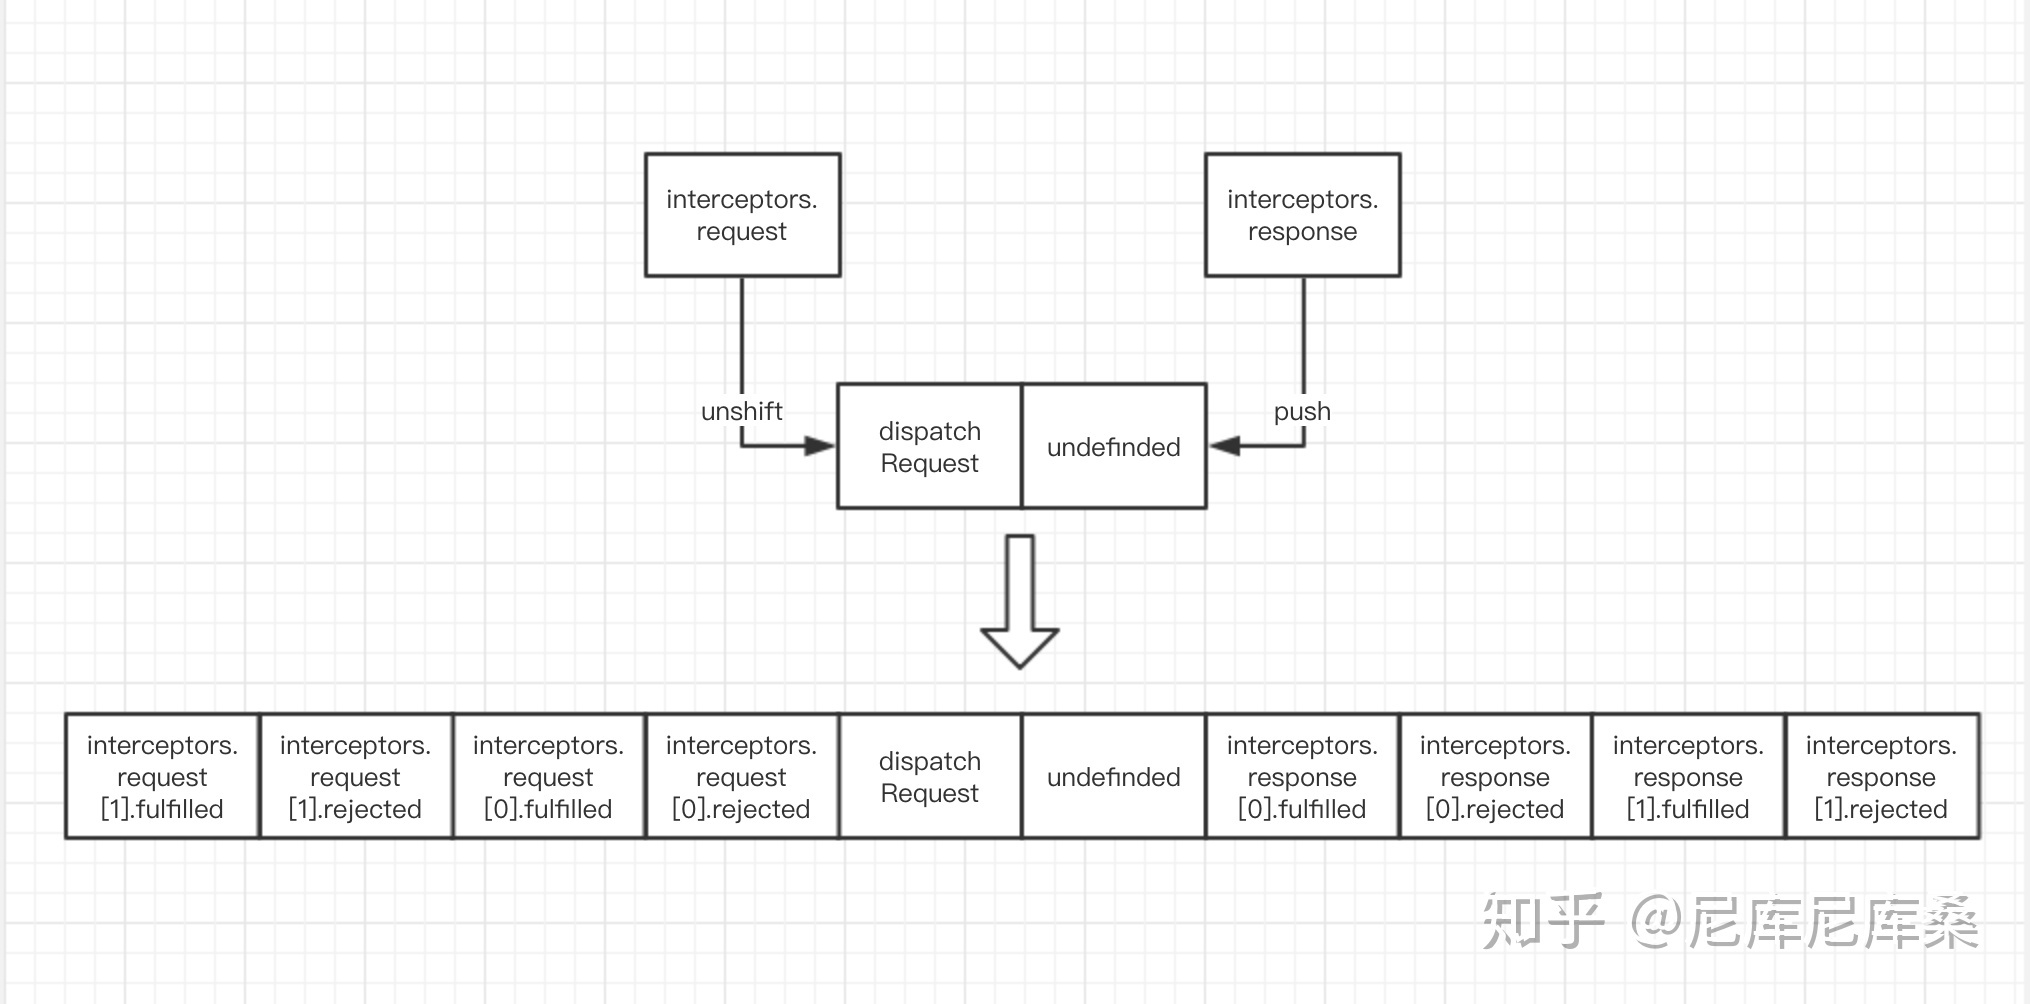 interceptors.
request
interceptors.
response
unshift
push
dispatch
Request
undefinded
interceptors.
request
[1].fulfilled
interceptors.
request
[1].rejected
interceptors.
request
[0].fulfilled
interceptors.
request
[0].rejected
dispatch
Request
undefinded
interceptors.
response
[0].fulfilled
interceptors.
response
[0].rejected
interceptors.
response
[1].fulfilled
interceptors.
response
[1].rejected
知乎 @尼库尼库桑